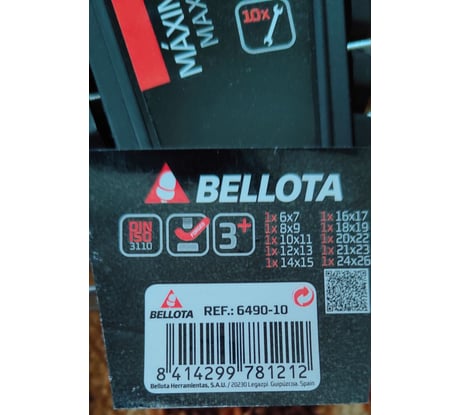 MÁXIM
MAX
10x
BELLOTA
DIN
ISO
3110
3+
1x 6x7
1x 8x9
1x 10x11
1x 12x13
1x 14x15
1x 16x17
1x 18x19
1x 20x22
1x 21x23
1x 24x26
BELLOTA
REF.: 6490-10
8 414299 781212
Bellota Herramientas, S.A.U. / 20230 Legazpi. Guipúzcoa. Spain